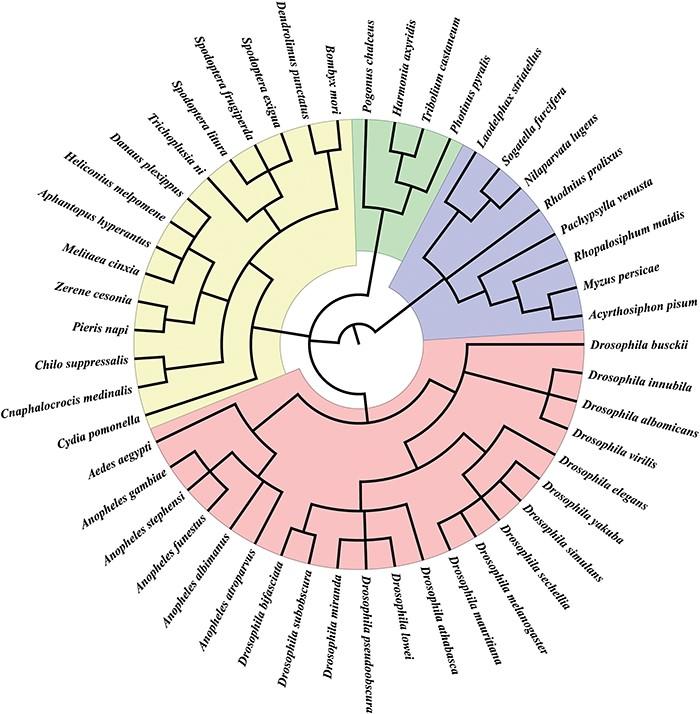 Pogonus chalceus
Harmonia axyridis
Tribolium castaneum
Photinus pyralis
Laodelphax striatellus
Sogatella furcifera
Nilaparvata lugens
Rhodnius prolixus
Pachypsylla venusta
Rhopalosiphum maidis
Myzus persicae
Acyrthosiphon pisum
Drosophila busckii
Drosophila innubila
Drosophila albomicans
Drosophila virilis
Drosophila elegans
Drosophila yakuba
Drosophila simulans
Drosophila sechellia
Drosophila melanogaster
Drosophila mauritiana
Drosophila athabasca
Drosophila lowei
Drosophila pseudoobscura
Drosophila miranda
Drosophila subobscura
Drosophila bifasciata
Anopheles atroparvus
Anopheles albimanus
Anopheles funestus
Anopheles stephensi
Anopheles gambiae
Aedes aegypti
Cydia pomonella
Cnaphalocrocis medinalis
Chilo suppressalis
Pieris napi
Zerene cesonia
Melitaea cinxia
Aphantopus hyperantus
Heliconius melpomene
Danaus plexippus
Trichoplusia ni
Spodoptera litura
Spodoptera frugiperda
Spodoptera exigua
Dendrolimus punctatus
Bombyx mori